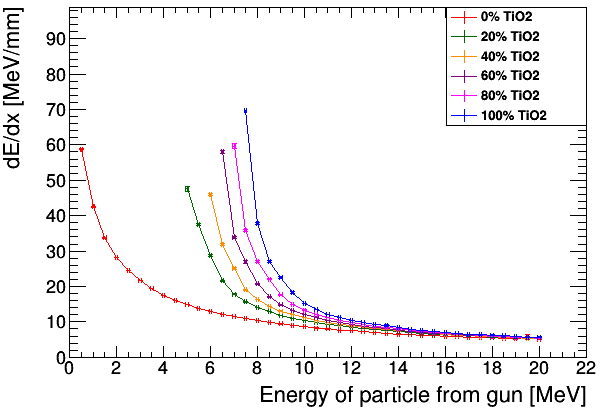 dE/dx [MeV/mm]
90
80
70
60
50
40
30
20
10
0
0 2 4 6 8 10 12 14 16 18 20 22
Energy of particle from gun [MeV]
0% TiO2
20% TiO2
40% TiO2
60% TiO2
80% TiO2
100% TiO2